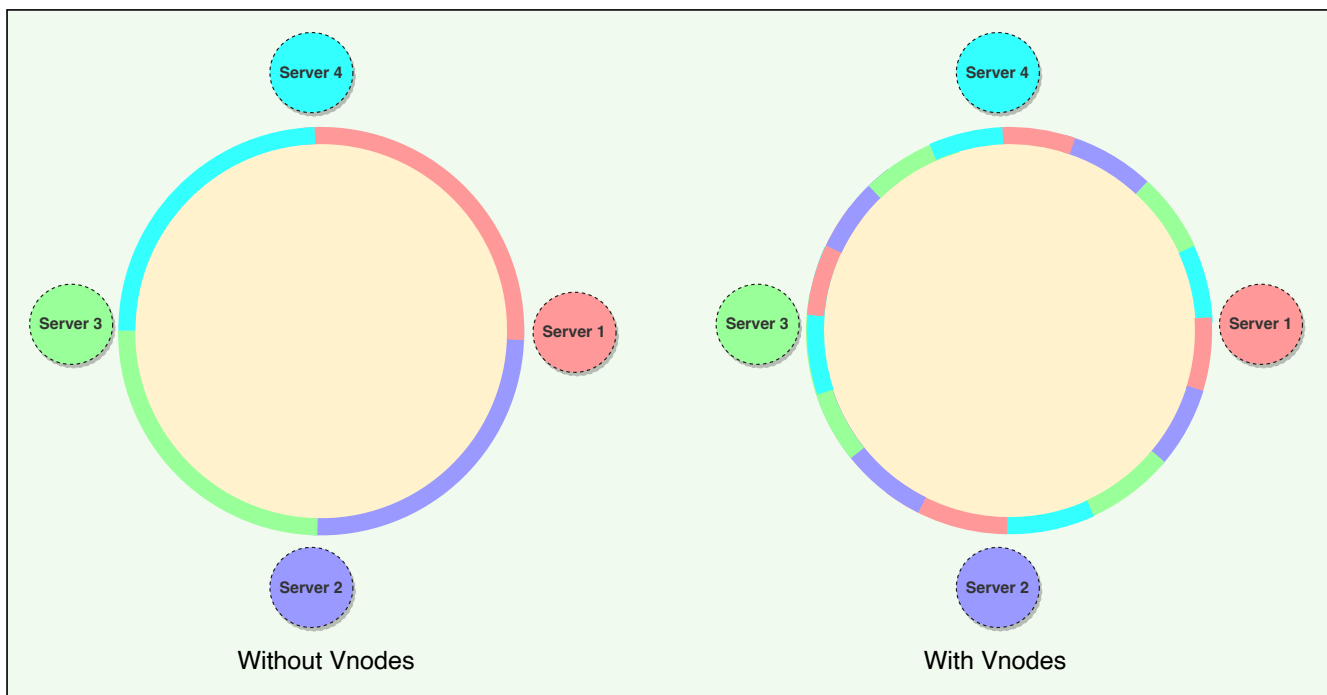 Server 4
Server 3
Server 1
Server 2
Without Vnodes
Server 4
Server 3
Server 1
Server 2
With Vnodes